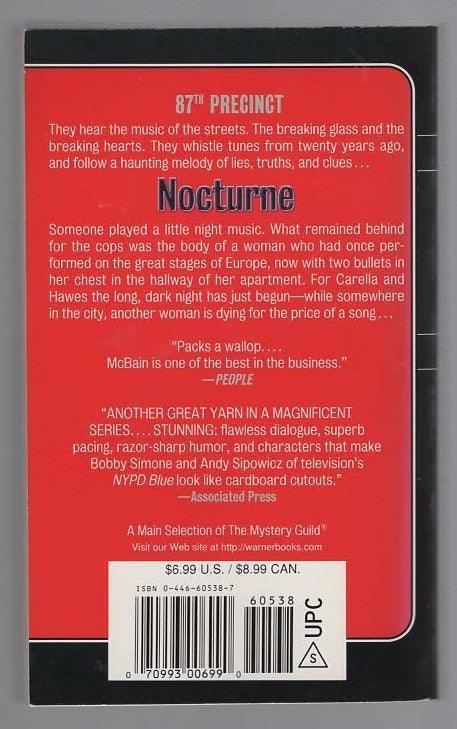 87TH PRECINCT
They hear the music of the streets. The breaking glass and the
breaking hearts. They whistle tunes from twenty years ago,
and follow a haunting melody of lies, truths, and clues...
Nocturne
Someone played a little night music. What remained behind
for the cops was the body of a woman who had once per-
formed on the great stages of Europe, now with two bullets in
her chest in the hallway of her apartment. For Carella and
Hawes the long, dark night has just begun—while somewhere
in the city, another woman is dying for the price of a song...
“Packs a wallop....
McBain is one of the best in the business.”
—PEOPLE
“ANOTHER GREAT YARN IN A MAGNIFICENT
SERIES.... STUNNING: flawless dialogue, superb
pacing, razor-sharp humor, and characters that make
Bobby Simone and Andy Sipowicz of television’s
NYPD Blue look like cardboard cutouts.”
—Associated Press
A Main Selection of The Mystery Guild®
Visit our Web site at http://warnerbooks.com
$6.99 U.S. / $8.99 CAN.
ISBN 0-446-60538-7
60538
0 70993 00699 0
UPC
S